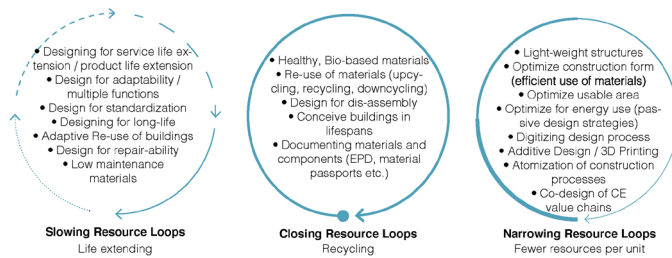 • Designing for service life ex-
tension / product life extension
• Design for adaptability /
multiple functions
• Design for standardization
• Designing for long-life
• Adaptive Re-use of buildings
• Design for repair-ability
• Low maintenance
materials
Slowing Resource Loops
Life extending
• Healthy, Bio-based materials
• Re-use of materials (upcy-
cling, recycling, downcycling)
• Design for dis-assembly
• Conceive buildings in
lifespans
• Documenting materials and
components (EPD, material
passports etc.)
Closing Resource Loops
Recycling
• Light-weight structures
• Optimize construction form
(efficient use of materials)
• Optimize usable area
• Optimize for energy use (pas-
sive design strategies)
• Digitizing design process
• Additive Design / 3D Printing
• Atomization of construction
processes
• Co-design of CE
value chains
Narrowing Resource Loops
Fewer resources per unit